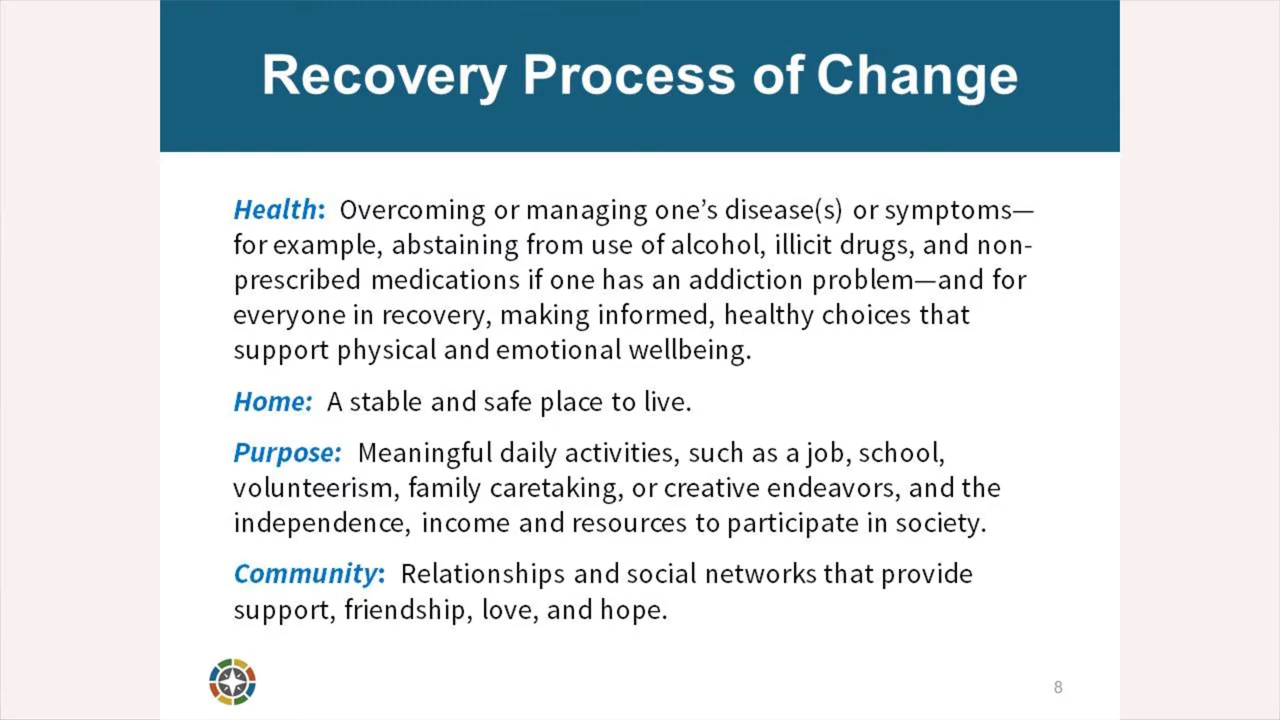 Recovery Process of Change
Health: Overcoming or managing one’s disease(s) or symptoms—
for example, abstaining from use of alcohol, illicit drugs, and non-
prescribed medications if one has an addiction problem—and for
everyone in recovery, making informed, healthy choices that
support physical and emotional wellbeing.
Home: A stable and safe place to live.
Purpose: Meaningful daily activities, such as a job, school,
volunteerism, family caretaking, or creative endeavors, and the
independence, income and resources to participate in society.
Community: Relationships and social networks that provide
support, friendship, love, and hope.
8